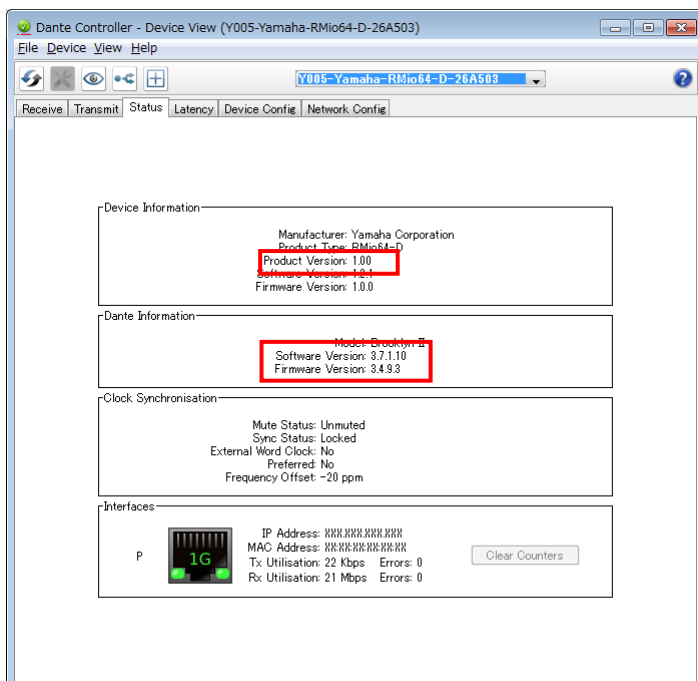 Dante Controller - Device View (Y005-Yamaha-RMio64-D-26A503)
File Device View Help
Y005-Yamaha-RMio64-D-26A503
Receive Transmit Status Latency Device Config Network Config
Device Information
Manufacturer: Yamaha Corporation
Product Type: RMio64-D
Product Version: 1.00
Software Version: 1.2.1
Firmware Version: 1.0.0
Dante Information
Model: Brooklyn II
Software Version: 3.7.1.10
Firmware Version: 3.4.9.3
Clock Synchronisation
Mute Status: Unmuted
Sync Status: Locked
External Word Clock: No
Preferred: No
Frequency Offset: -20 ppm
Interfaces
P
1G
IP Address: XXX.XXX.XXX.XXX
MAC Address: XX:XX:XX:XX:XX:XX
Tx Utilisation: 22 Kbps Errors: 0
Rx Utilisation: 21 Mbps Errors: 0
Clear Counters